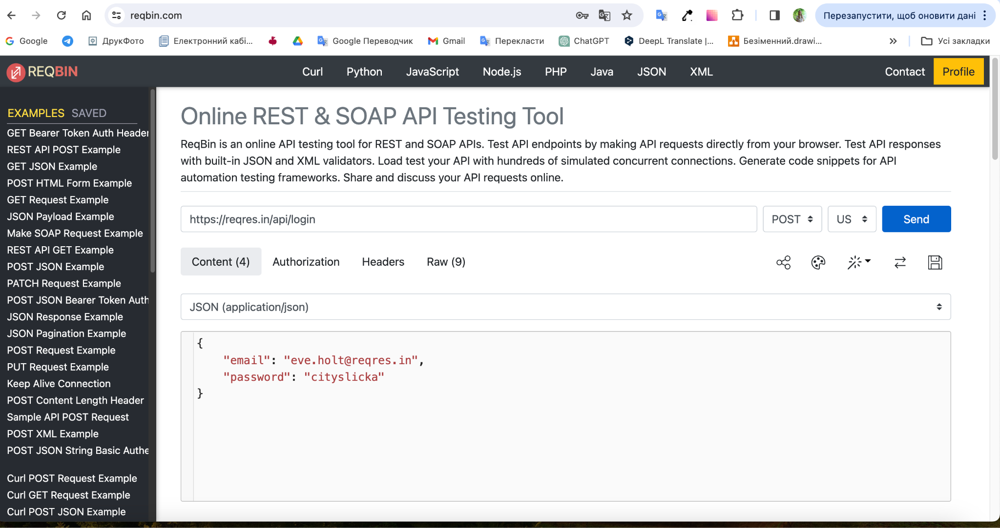 reqbin.com
Перезапустити, щоб оновити дані
Google
ДрукФото
Електронний кабі...
Google Переводчик
Gmail
Перекласти
ChatGPT
DeepL Translate |...
Безіменний.drawi...
Усі закладки
REQBIN
Curl
Python
JavaScript
Node.js
PHP
Java
JSON
XML
Contact
Profile
EXAMPLES SAVED
GET Bearer Token Auth Header
REST API POST Example
GET JSON Example
POST HTML Form Example
GET Request Example
JSON Payload Example
Make SOAP Request Example
REST API GET Example
POST JSON Example
PATCH Request Example
POST JSON Bearer Token Auth
JSON Response Example
JSON Pagination Example
POST Request Example
PUT Request Example
Keep Alive Connection
POST Content Length Header
Sample API POST Request
POST XML Example
POST JSON String Basic Authe
Curl POST Request Example
Curl GET Request Example
Curl POST JSON Example
Online REST & SOAP API Testing Tool
ReqBin is an online API testing tool for REST and SOAP APIs. Test API endpoints by making API requests directly from your browser. Test API responses
with built-in JSON and XML validators. Load test your API with hundreds of simulated concurrent connections. Generate code snippets for API
automation testing frameworks. Share and discuss your API requests online.
https://reqres.in/api/login
POST
US
Send
Content (4)
Authorization
Headers
Raw (9)
JSON (application/json)
{
"email": "eve.holt@reqres.in",
"password": "cityslicka"
}